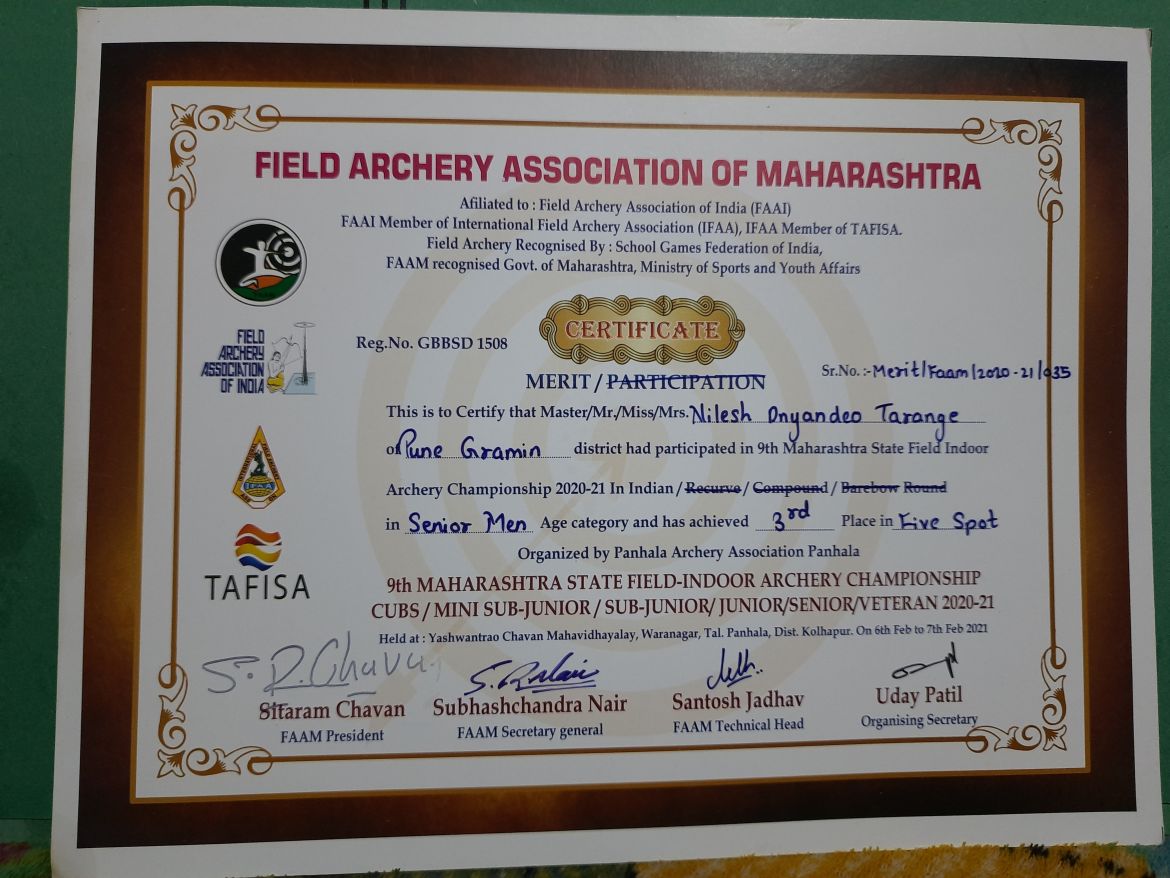 FIELD ARCHERY ASSOCIATION OF MAHARASHTRA
Afiliated to : Field Archery Association of India (FAAI)
FAAI Member of International Field Archery Association (IFAA), IFAA Member of TAFISA.
Field Archery Recognised By : School Games Federation of India,
FAAM recognised Govt. of Maharashtra, Ministry of Sports and Youth Affairs
CERTIFICATE
FIELD
ARCHERY
ASSOCIATION
OF INDIA
Reg.No. GBBSD 1508
MERIT / PARTICIPATION
Sr.No. :- Merit/Faam/2020-21/035
This is to Certify that Master/Mr./Miss/Mrs. Nilesh Dnyandeo Tarange
of Pune Gramin district had participated in 9th Maharashtra State Field Indoor
IFAA
Archery Championship 2020-21 In Indian / Recurve / Compound / Barebow Round
in Senior Men Age category and has achieved 3rd Place in Five Spot
Organized by Panhala Archery Association Panhala
TAFISA
9th MAHARASHTRA STATE FIELD-INDOOR ARCHERY CHAMPIONSHIP
CUBS / MINI SUB-JUNIOR / SUB-JUNIOR/ JUNIOR/SENIOR/VETERAN 2020-21
Held at : Yashwantrao Chavan Mahavidhayalay, Waranagar, Tal. Panhala, Dist. Kolhapur. On 6th Feb to 7th Feb 2021
S. R. Chavan
Sitaram Chavan
FAAM President
Subhashchandra Nair
FAAM Secretary general
Santosh Jadhav
FAAM Technical Head
Uday Patil
Organising Secretary